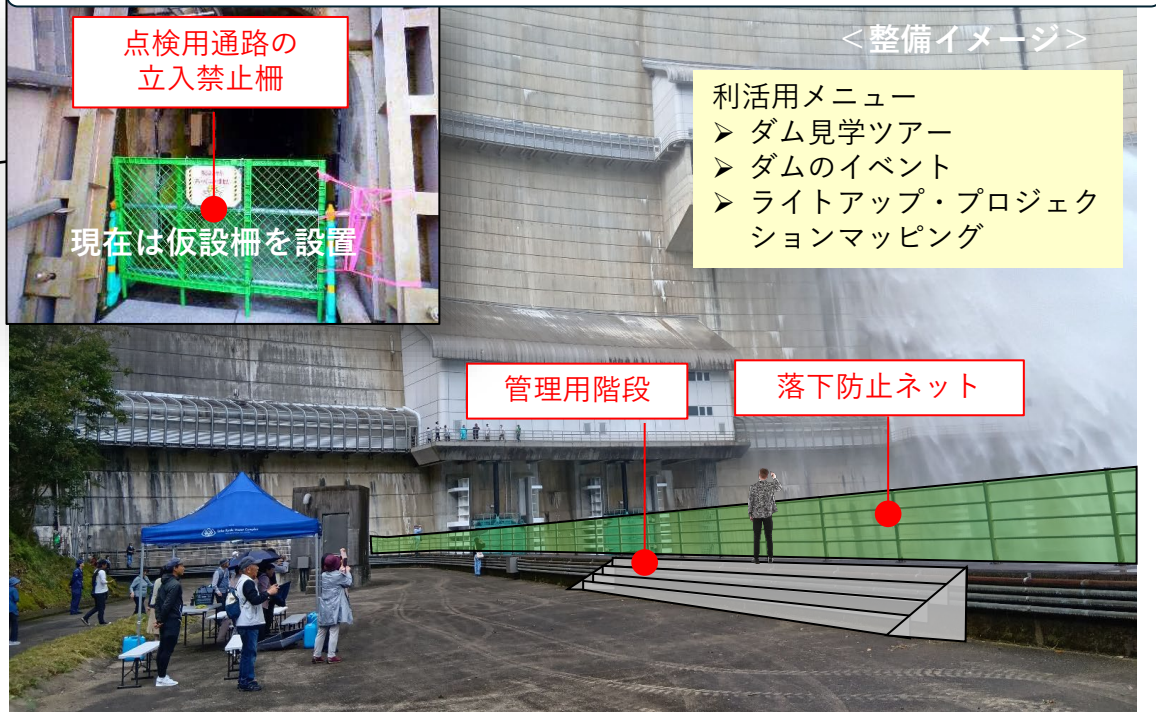 点検用通路の
立入禁止柵
現在は仮設柵を設置
＜整備イメージ＞
利活用メニュー
➢ ダム見学ツアー
➢ ダムのイベント
➢ ライトアップ・プロジェク
ションマッピング
管理用階段
落下防止ネット